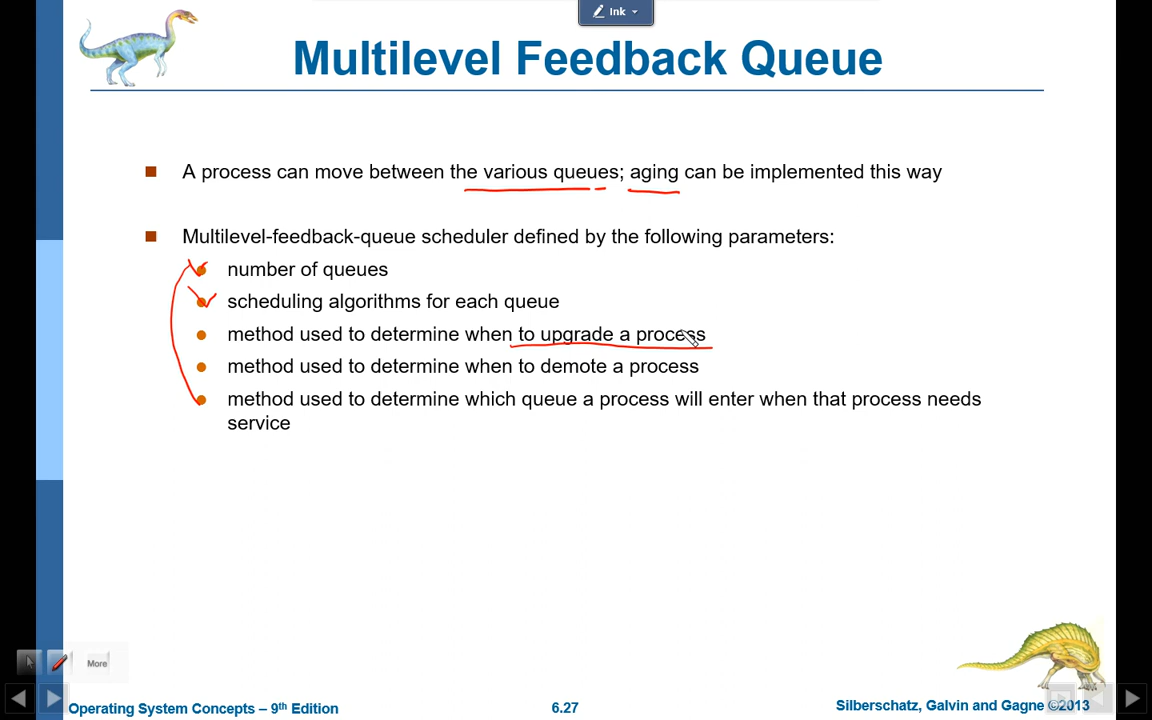 Ink
Multilevel Feedback Queue
A process can move between the various queues; aging can be implemented this way
Multilevel-feedback-queue scheduler defined by the following parameters:
number of queues
scheduling algorithms for each queue
method used to determine when to upgrade a process
method used to determine when to demote a process
method used to determine which queue a process will enter when that process needs
service
More
Operating System Concepts – 9th Edition
6.27
Silberschatz, Galvin and Gagne ©2013